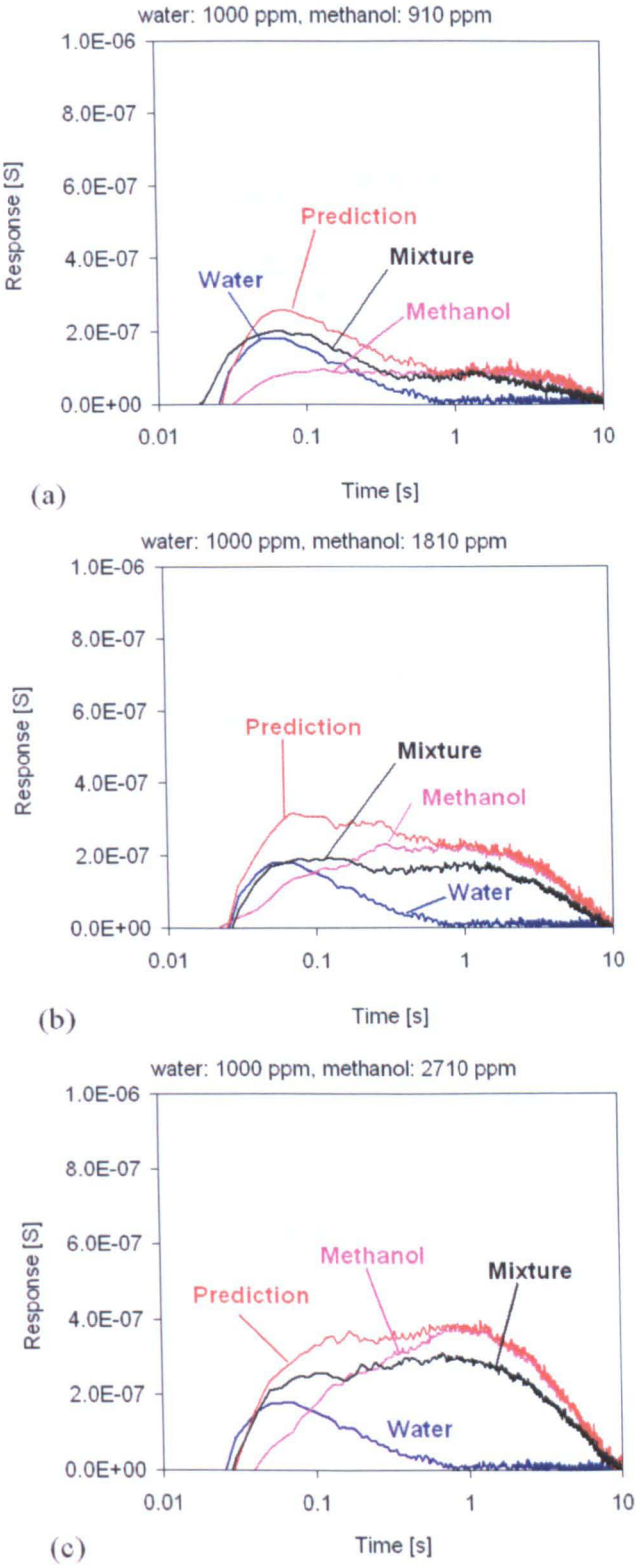 water: 1000 ppm, methanol: 910 ppm
1.0E-06
8.0E-07
6.0E-07
4.0E-07
2.0E-07
0.0E+00
Response [S]
Prediction
Mixture
Water
Methanol
0.01 0.1 1 10
Time [s]
(a)
water: 1000 ppm, methanol: 1810 ppm
1.0E-06
8.0E-07
6.0E-07
4.0E-07
2.0E-07
0.0E+00
Response [S]
Prediction
Mixture
Methanol
Water
0.01 0.1 1 10
Time [s]
(b)
water: 1000 ppm, methanol: 2710 ppm
1.0E-06
8.0E-07
6.0E-07
4.0E-07
2.0E-07
0.0E+00
Response [S]
Methanol
Mixture
Prediction
Water
0.01 0.1 1 10
Time [s]
(c)